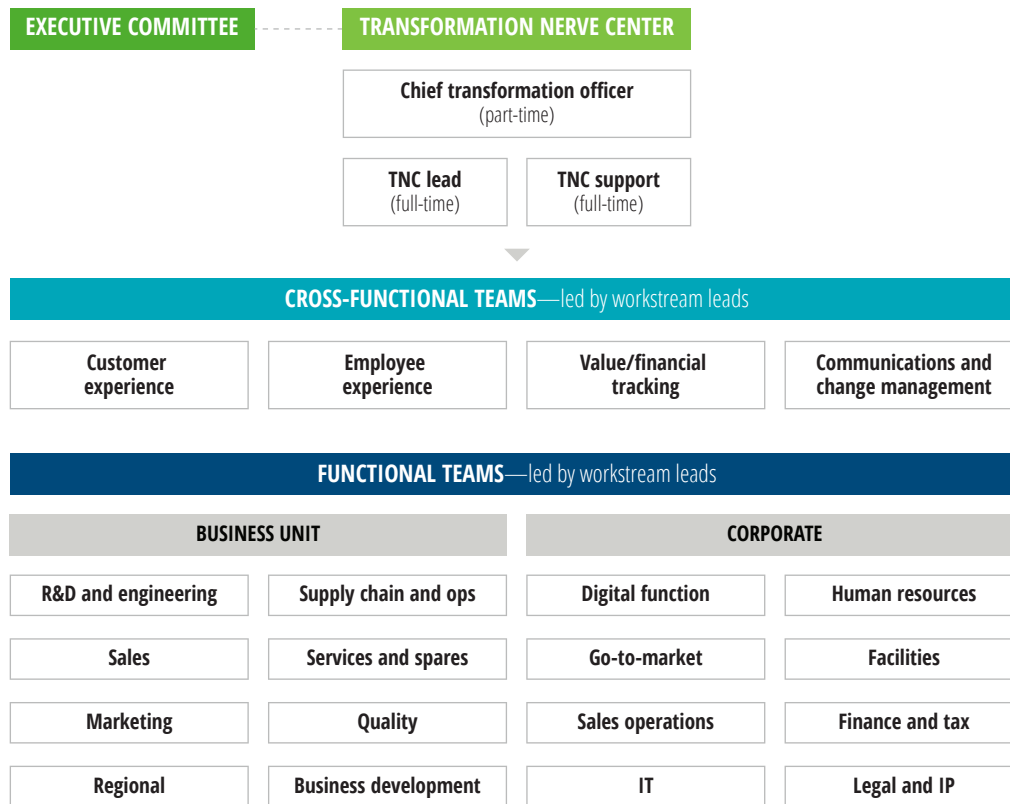 EXECUTIVE COMMITTEE
TRANSFORMATION NERVE CENTER
Chief transformation officer
(part-time)
TNC lead
(full-time)
TNC support
(full-time)
CROSS-FUNCTIONAL TEAMS—led by workstream leads
Customer
experience
Employee
experience
Value/financial
tracking
Communications and
change management
FUNCTIONAL TEAMS—led by workstream leads
BUSINESS UNIT
CORPORATE
R&D and engineering
Supply chain and ops
Digital function
Human resources
Sales
Services and spares
Go-to-market
Facilities
Marketing
Quality
Sales operations
Finance and tax
Regional
Business development
IT
Legal and IP